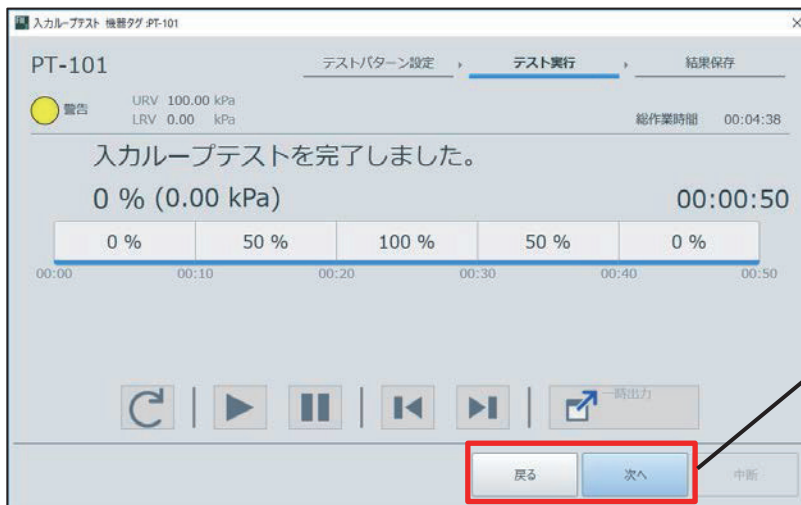 入力ループテスト 機器タグ:PT-101
PT-101
テストパターン設定
テスト実行
結果保存
警告
URV 100.00 kPa
LRV 0.00 kPa
総作業時間 00:04:38
入力ループテストを完了しました。
0 % (0.00 kPa)
00:00:50
0 % 50 % 100 % 50 % 0 %
00:00 00:10 00:20 00:30 00:40 00:50
一時出力
戻る 次へ 中断